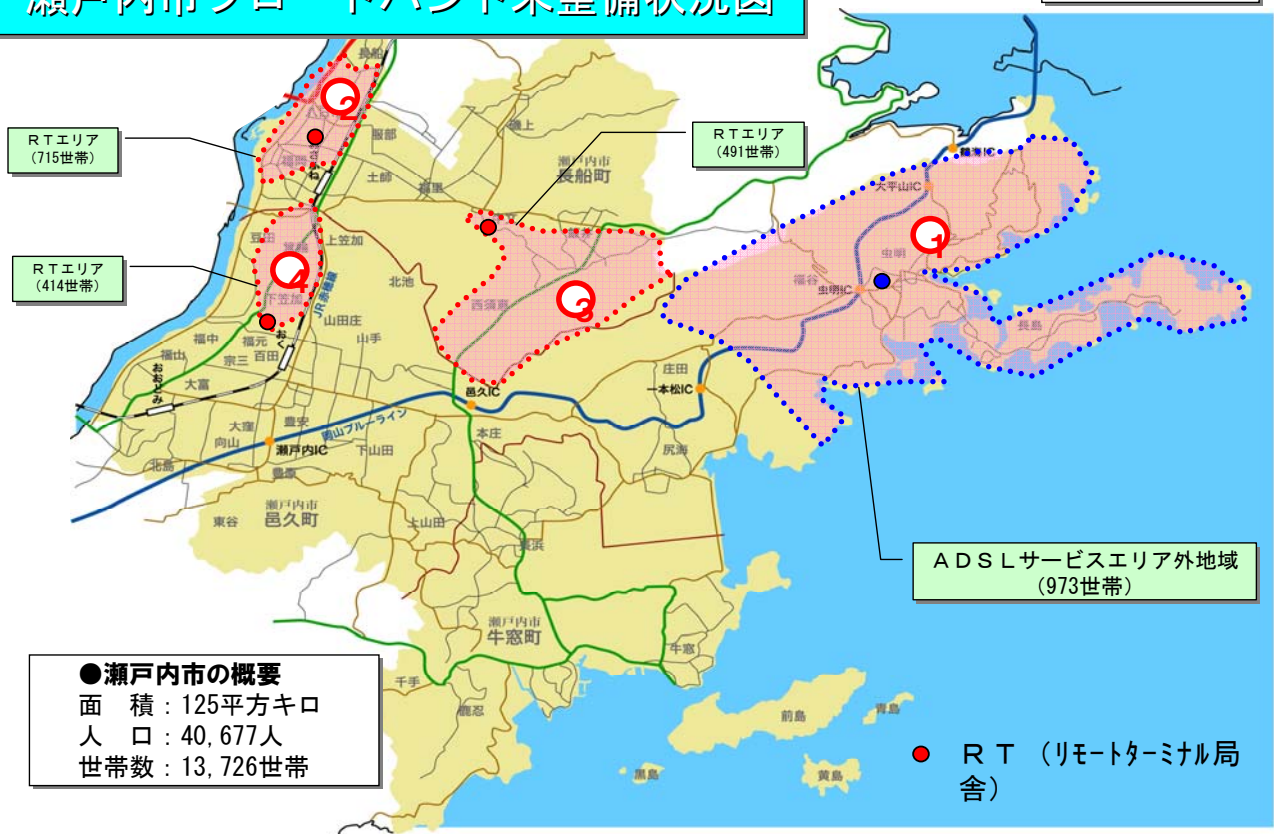 瀬戸内市ブロードバンド未整備状況図
長船
2
RTエリア
(715世帯)
服部
磯上
RTエリア
(491世帯)
瀬戸内市
長船町
福岡
土師
福里
大平山IC
1
虫明
豆田
上笠加
RTエリア
(414世帯)
4
下笠加
JR赤穂線
北池
西須恵
3
福谷
虫明IC
長島
山田庄
山手
福中
福元
福山
宗三
百田
おおどみ
大富
庄田
邑久IC
一本松IC
大窪
豊安
向山
岡山ブルーライン
本庄
瀬戸内IC
下山田
尻海
北島
豊原
瀬戸内市
邑久町
東谷
上山田
長浜
ADSLサービスエリア外地域
(973世帯)
瀬戸内市
牛窓町
牛窓
●瀬戸内市の概要
面 積:125平方キロ
人 口:40,677人
世帯数:13,726世帯
千手
鹿忍
前島
青島
黒島
黄島
RT (リモートターミナル局
舎)